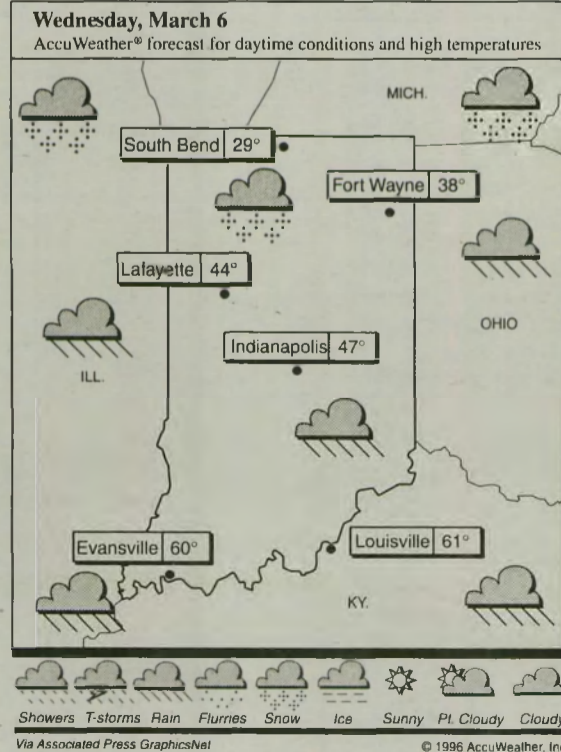 Wednesday, March 6
AccuWeather® forecast for daytime conditions and high temperatures
MICH.
South Bend 29°
Fort Wayne 38°
Lafayette 44°
OHIO
Indianapolis 47°
ILL.
Evansville 60°
Louisville 61°
KY.
Showers T-storms Rain Flurries Snow Ice Sunny Pt. Cloudy Cloudy
Via Associated Press GraphicsNet
© 1996 AccuWeather, Inc